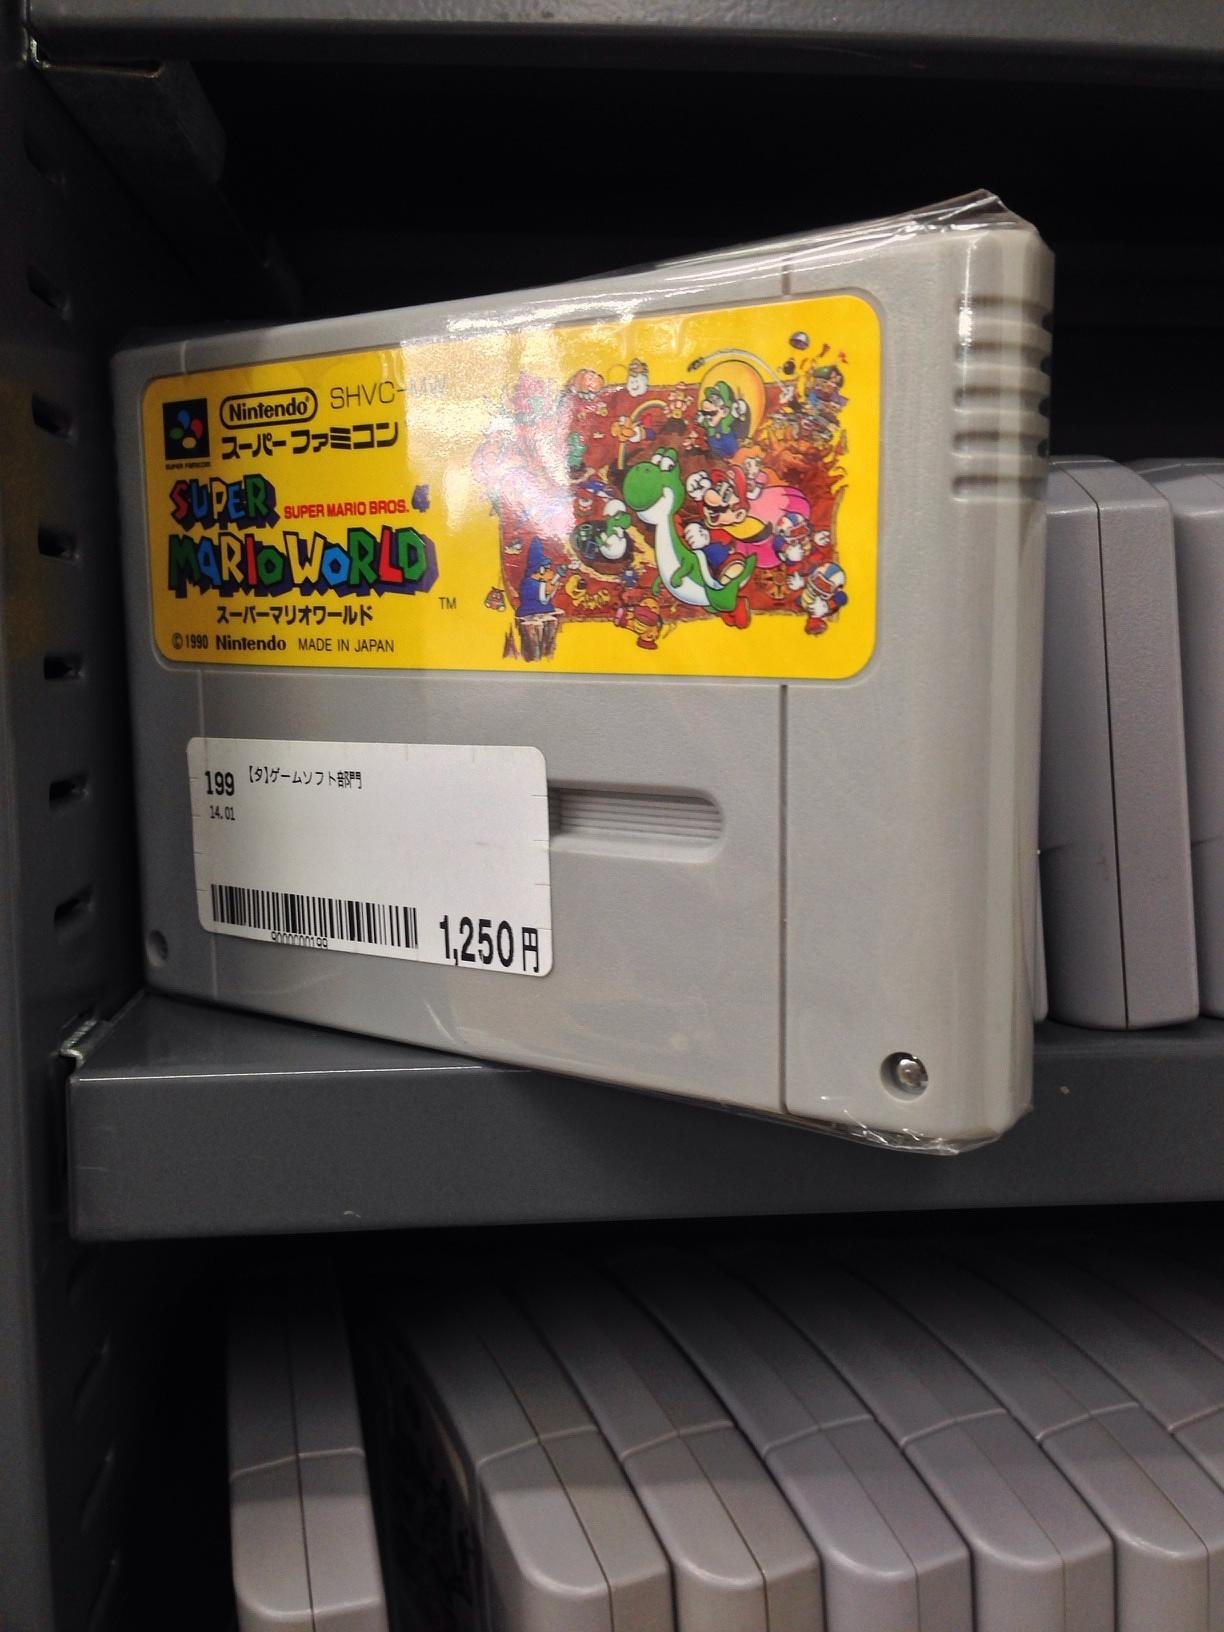 Nintendo SHVC-MW
スーパーファミコン
SUPER FAMICOM
SUPER
SUPER MARIO BROS. 4
MARIO WORLD
TM
スーパーマリオワールド
©1990 Nintendo MADE IN JAPAN
199 【タ】ゲームソフト部門
14.01
9000000199
1,250円